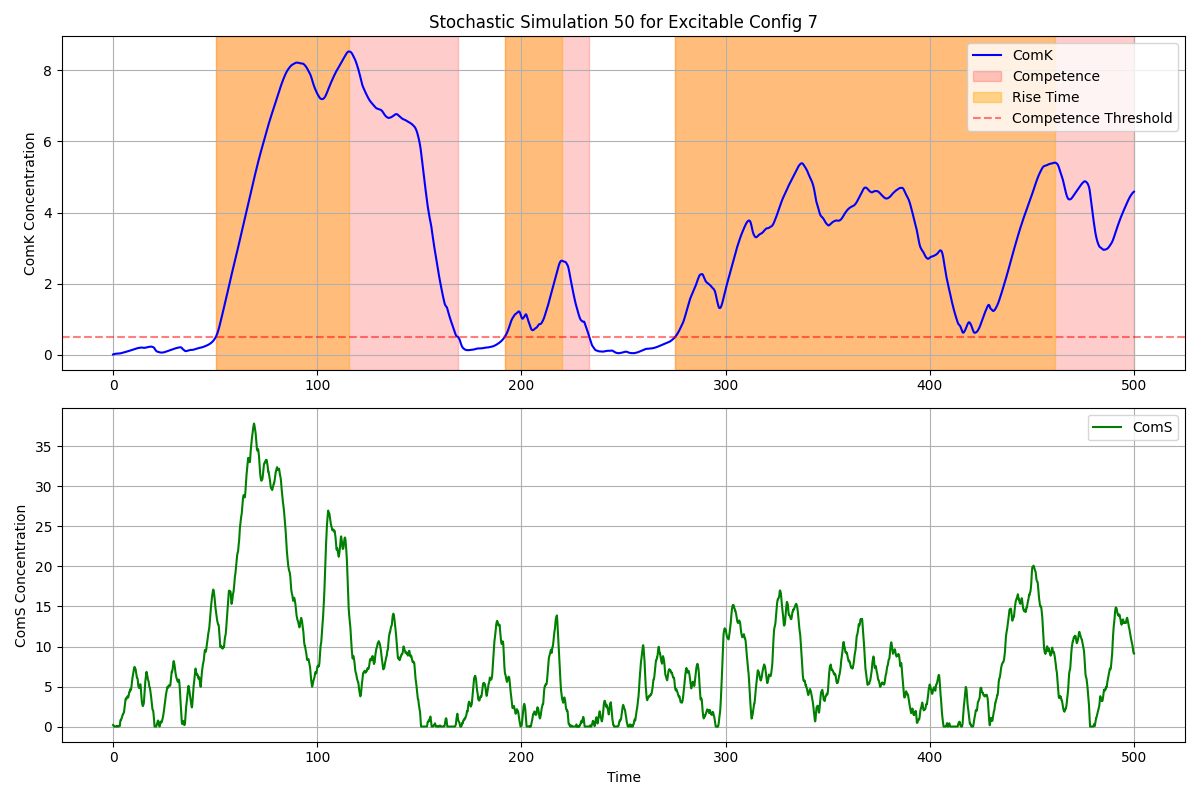 Stochastic Simulation 50 for Excitable Config 7
ComK Concentration
8
6
4
2
0
ComK
Competence
Rise Time
Competence Threshold
0 100 200 300 400 500
ComS Concentration
35
30
25
20
15
10
5
0
ComS
0 100 200 300 400 500
Time